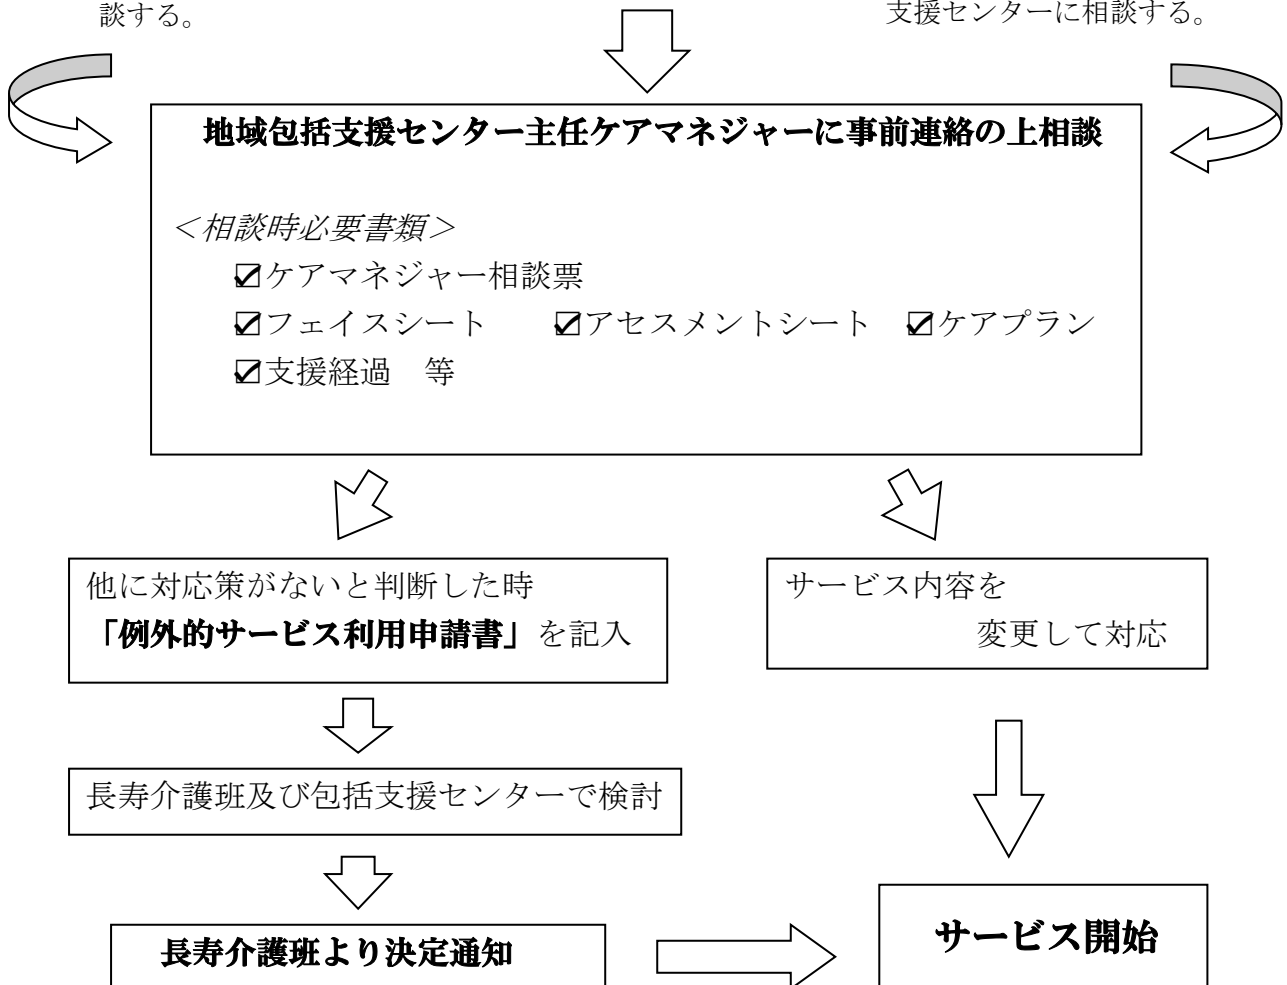 談する。
支援センターに相談する。
地域包括支援センター主任ケアマネジャーに事前連絡の上相談
＜相談時必要書類＞
☑ケアマネジャー相談票
☑フェイスシート　☑アセスメントシート　☑ケアプラン
☑支援経過　等
他に対応策がないと判断した時
「例外的サービス利用申請書」を記入
サービス内容を
変更して対応
長寿介護班及び包括支援センターで検討
長寿介護班より決定通知
サービス開始